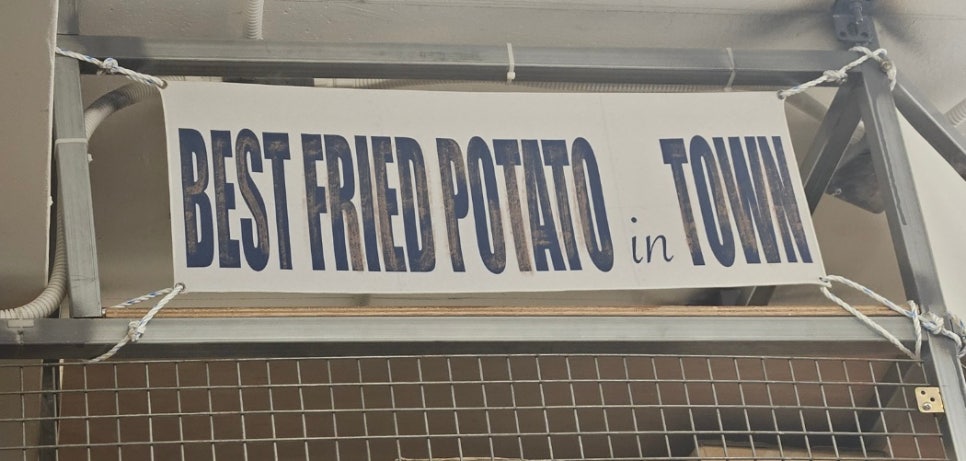 BEST FRIED POTATO in TOWN